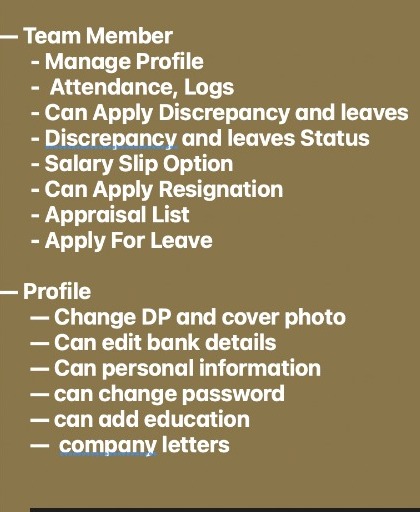 — Team Member
- Manage Profile
-  Attendance, Logs
- Can Apply Discrepancy and leaves
- Discrepancy and leaves Status
- Salary Slip Option
- Can Apply Resignation
- Appraisal List
- Apply For Leave
— Profile
— Change DP and cover photo
— Can edit bank details
— Can personal information
— can change password
— can add education
—  company letters